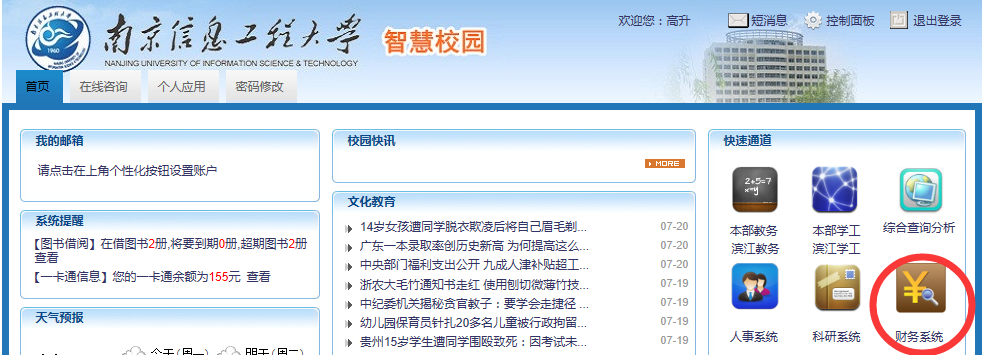 欢迎您：高升 短消息 控制面板 退出登录
1960
南京信息工程大学 智慧校园
NANJING UNIVERSITY OF INFORMATION SCIENCE & TECHNOLOGY
首页 在线咨询 个人应用 密码修改
我的邮箱
请点击在上角个性化按钮设置账户
系统提醒
【图书借阅】在借图书2册,将要到期0册,超期图书2册
查看
【一卡通信息】您的一卡通余额为155元 查看
天气预报
今天(周一) 明天(周二)
校园快讯
MORE
文化教育
14岁女孩遭同学脱衣欺凌后将自己眉毛剃... 07-20
广东一本录取率创历史新高 为何提高这么... 07-20
中央部门福利支出公开 九成人津补贴超工... 07-20
浙农大毛竹通知书走红 使用刨切微薄竹技... 07-19
中纪委机关揭秘贪官敛子：要学会走捷径 ... 07-19
幼儿园保育员针扎20多名儿童被行政拘留... 07-19
贵州15岁学生遭同学围殴致死：因考试未... 07-19
快速通道
2+5=7
本部教务 本部学工 综合查询分析
滨江教务 滨江学工
人事系统 科研系统 财务系统